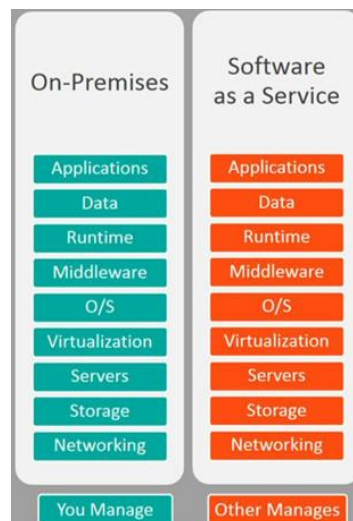 On-Premises
Applications
Data
Runtime
Middleware
O/S
Virtualization
Servers
Storage
Networking
You Manage
Software
as a Service
Applications
Data
Runtime
Middleware
O/S
Virtualization
Servers
Storage
Networking
Other Manages